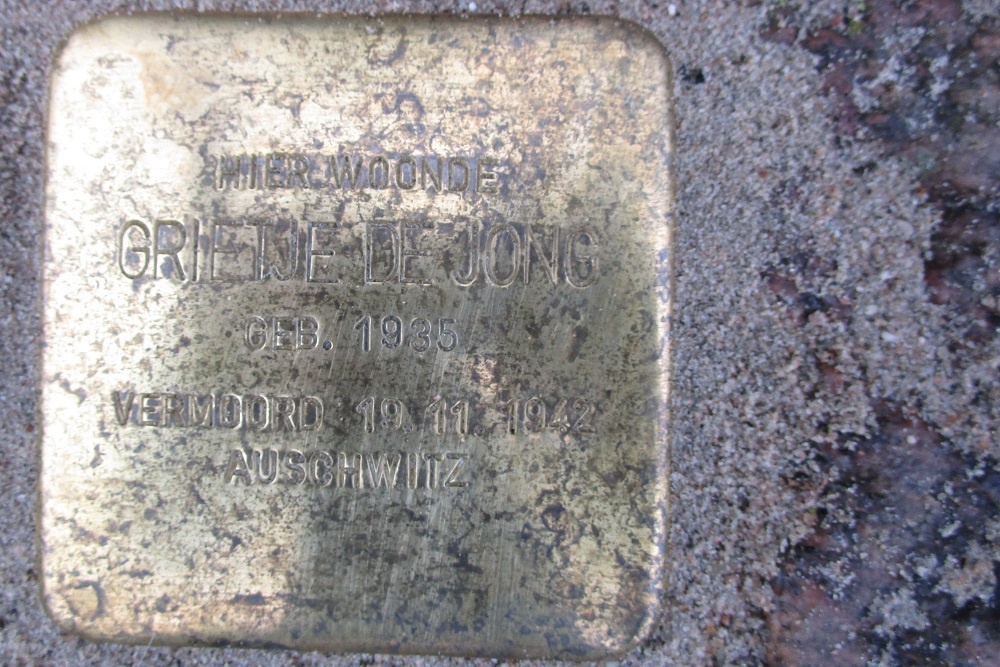 HIER WOONDE
GRIETJE DE JONG
GEB. 1935
VERMOORD 19.11.1942
AUSCHWITZ